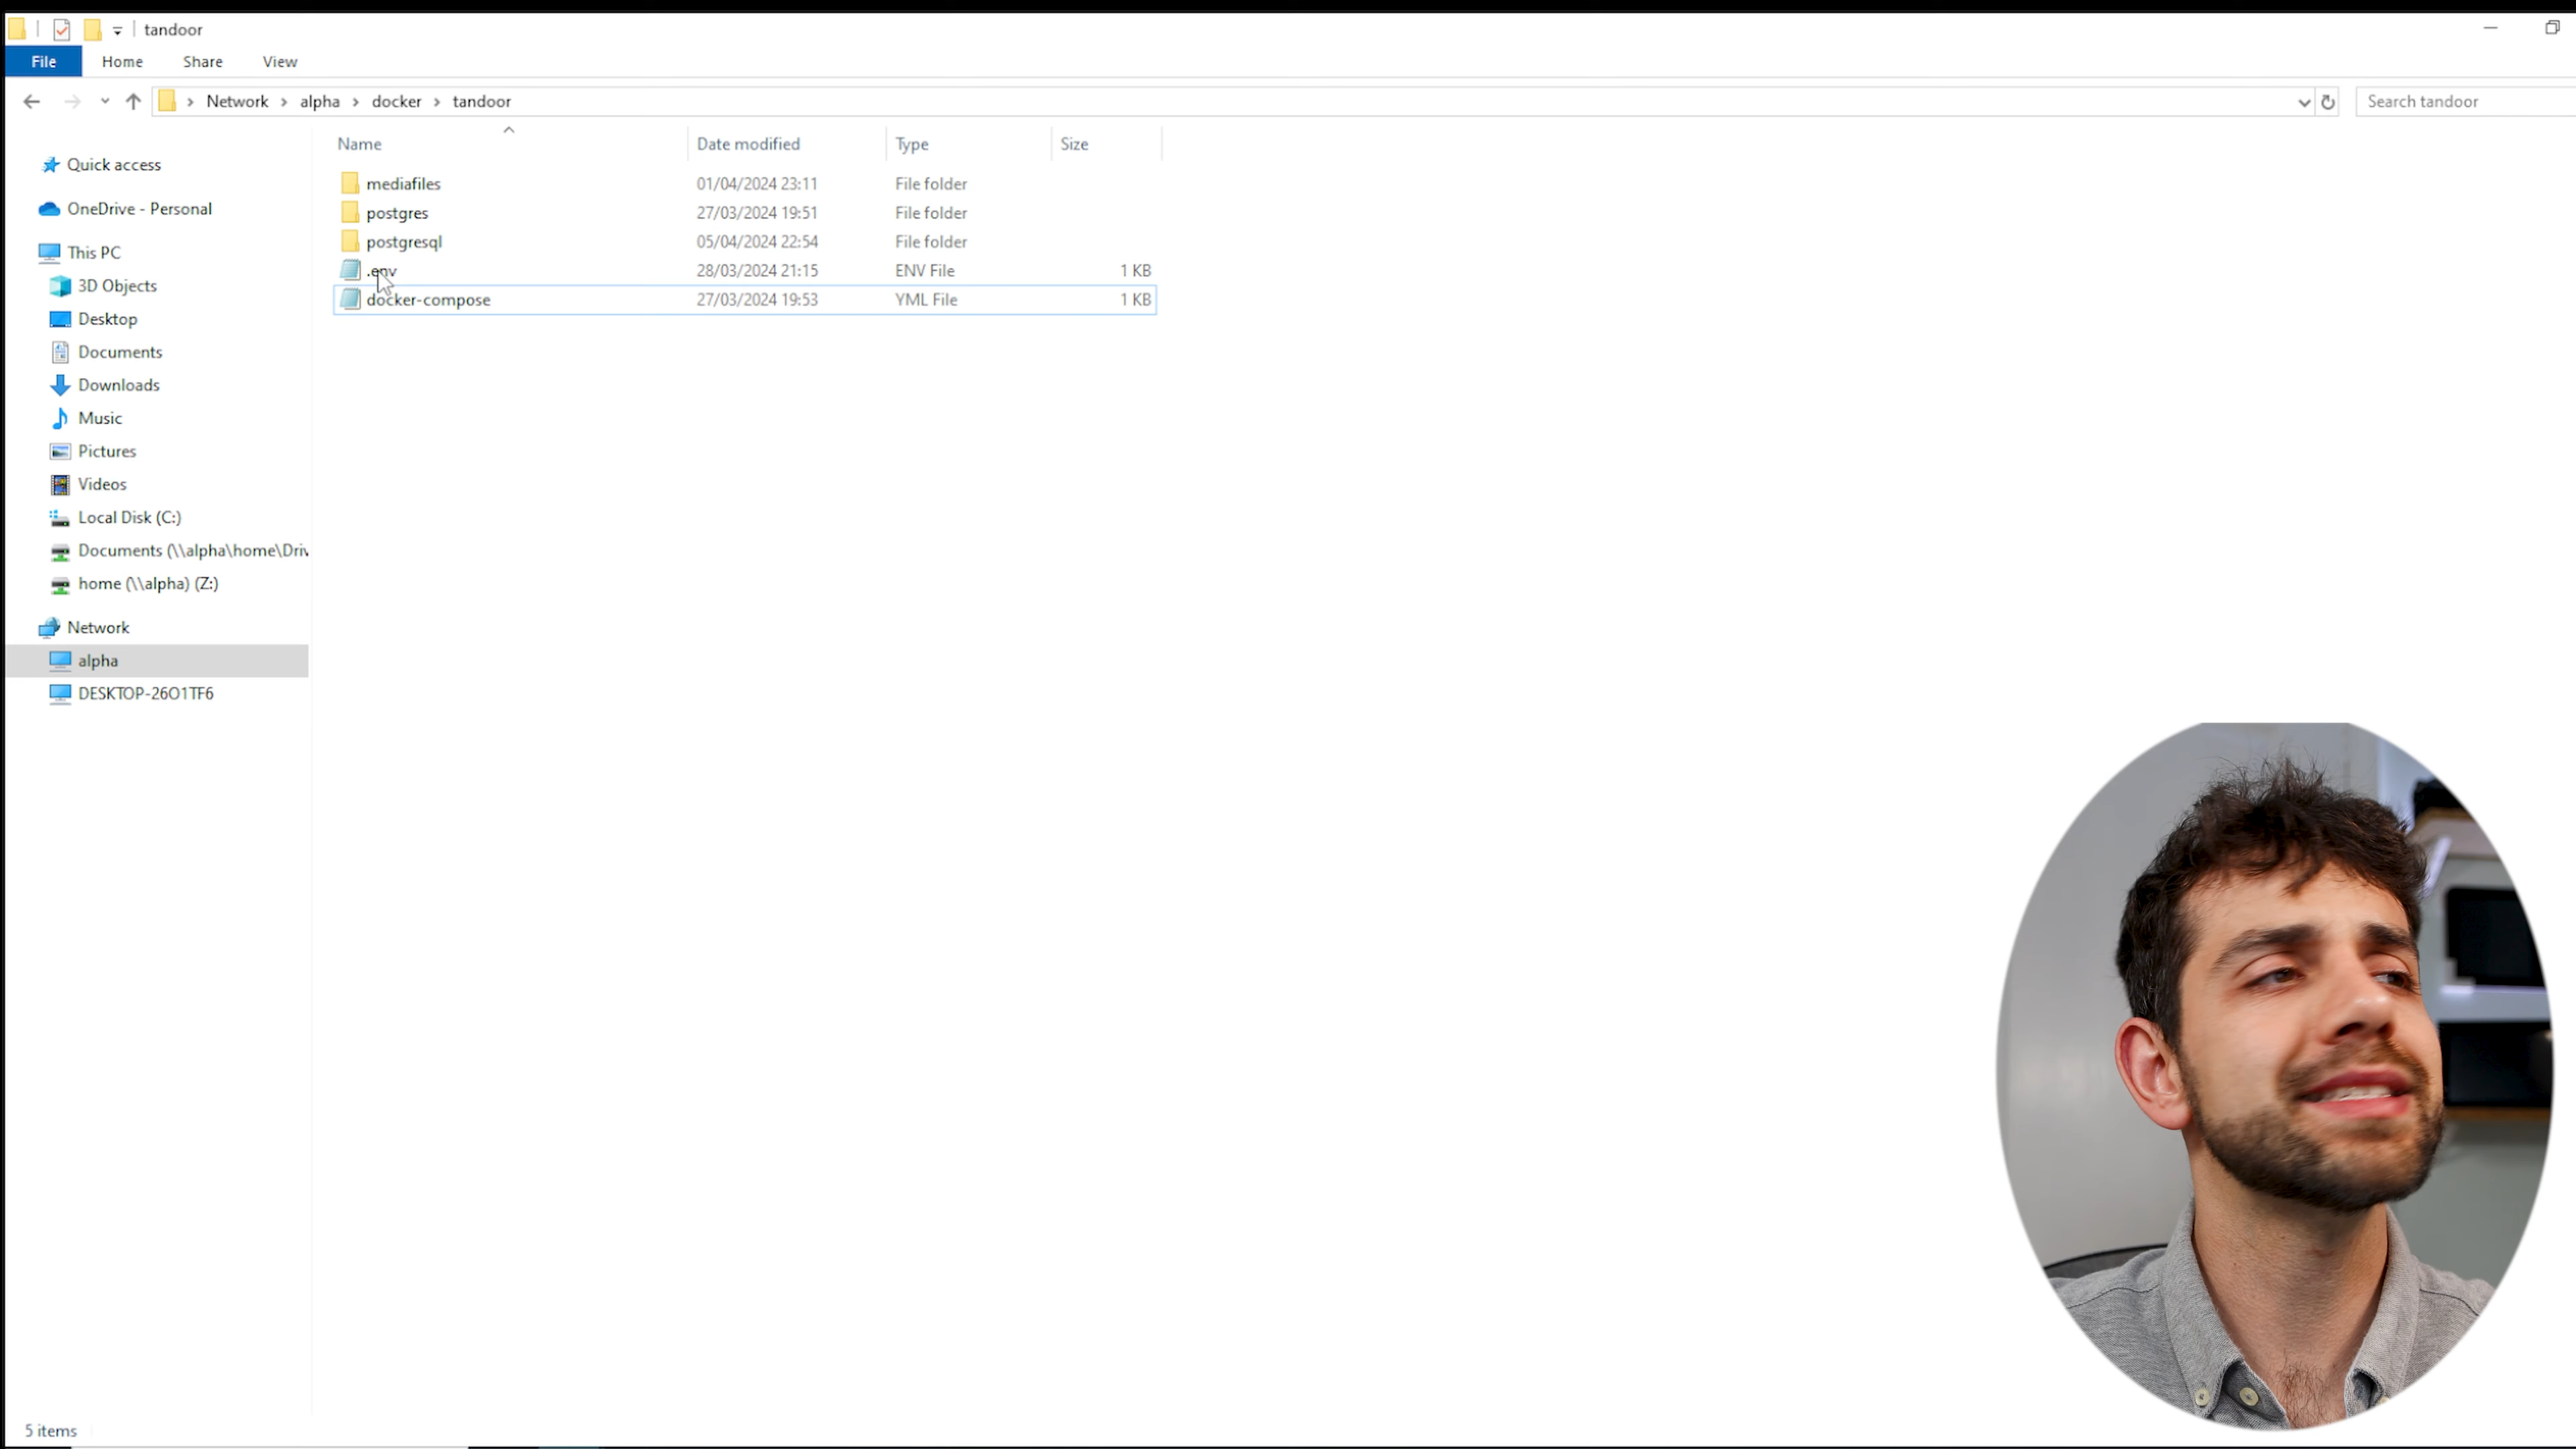 tandoor
File Home Share View
Network alpha docker tandoor
Search tandoor
Name Date modified Type Size
Quick access
OneDrive - Personal
This PC
3D Objects
Desktop
Documents
Downloads
Music
Pictures
Videos
Local Disk (C:)
Documents (\\alpha\home\Driv
home (\\alpha) (Z:)
Network
alpha
DESKTOP-26O1TF6
mediafiles 01/04/2024 23:11 File folder
postgres 27/03/2024 19:51 File folder
postgresql 05/04/2024 22:54 File folder
.env 28/03/2024 21:15 ENV File 1 KB
docker-compose 27/03/2024 19:53 YML File 1 KB
5 items